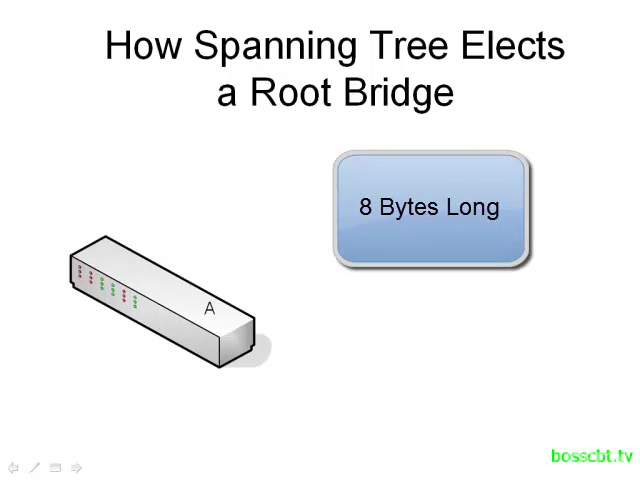 How Spanning Tree Elects
a Root Bridge
8 Bytes Long
A
bosscbt.tv